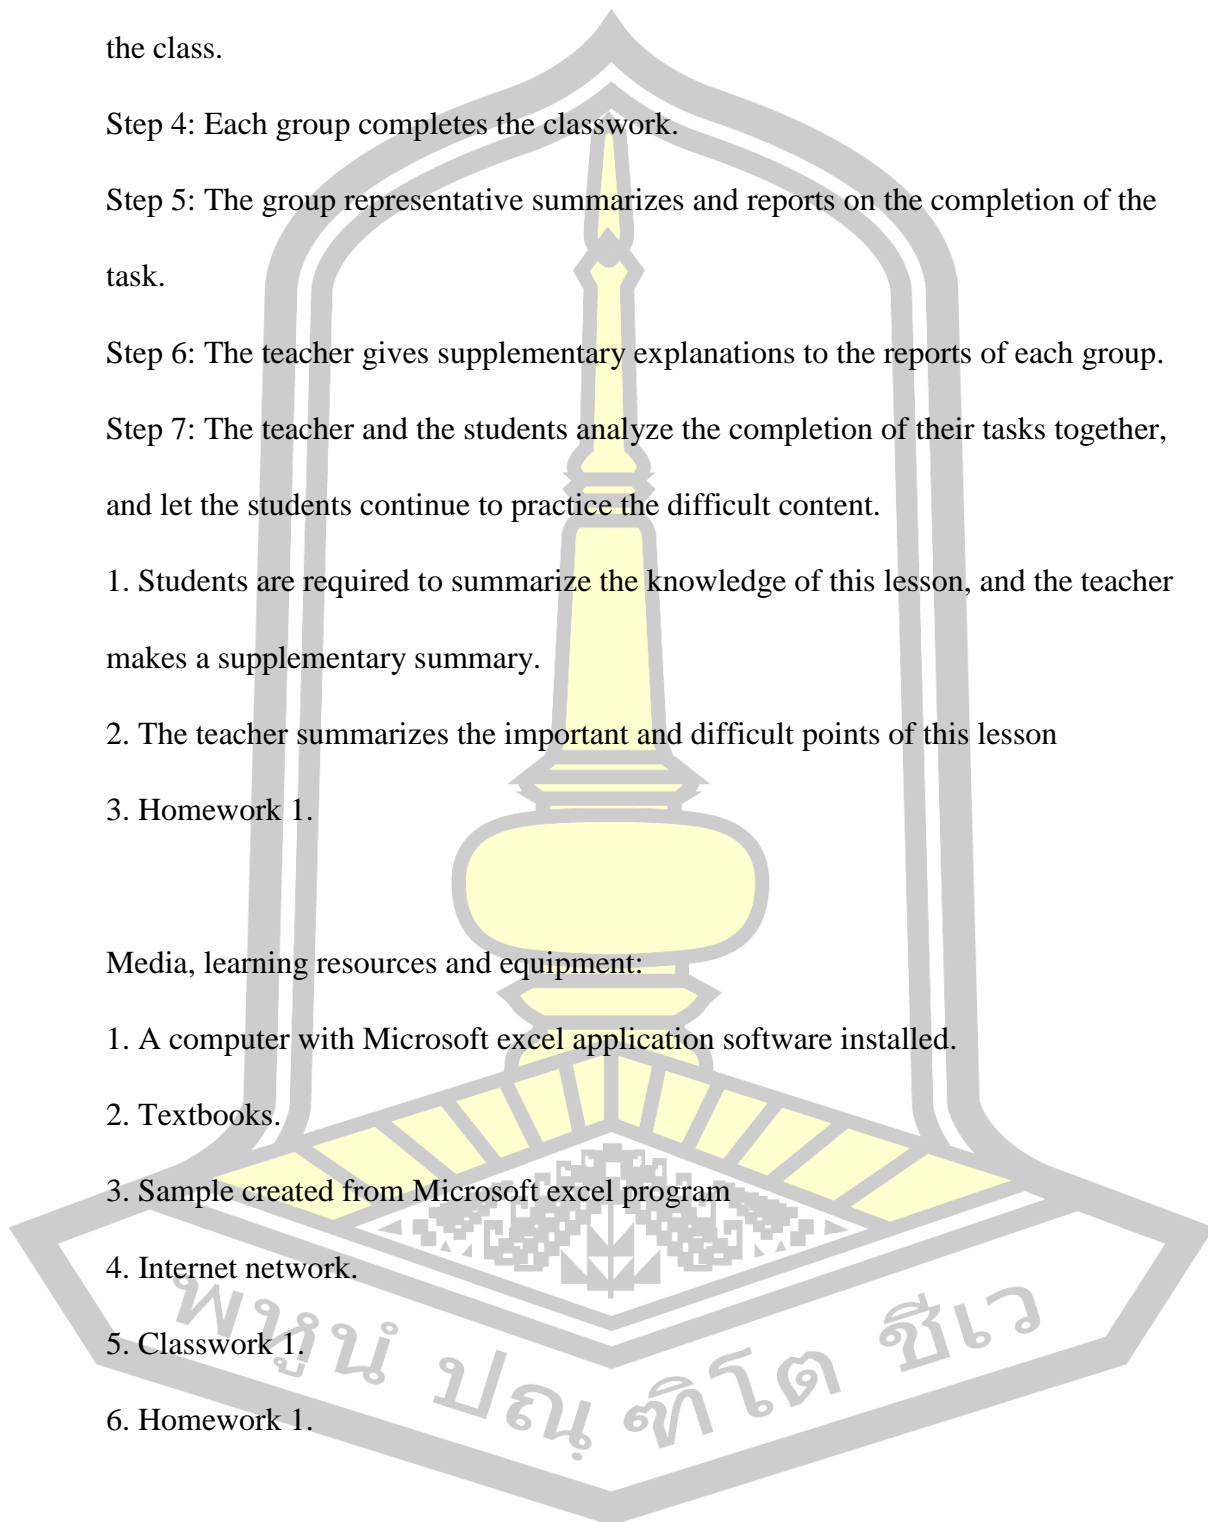 the class.
Step 4: Each group completes the classwork.
Step 5: The group representative summarizes and reports on the completion of the
task.
Step 6: The teacher gives supplementary explanations to the reports of each group.
Step 7: The teacher and the students analyze the completion of their tasks together,
and let the students continue to practice the difficult content.
1. Students are required to summarize the knowledge of this lesson, and the teacher
makes a supplementary summary.
2. The teacher summarizes the important and difficult points of this lesson
3. Homework 1.
Media, learning resources and equipment:
1. A computer with Microsoft excel application software installed.
2. Textbooks.
3. Sample created from Microsoft excel program
4. Internet network.
5. Classwork 1.
6. Homework 1.
พหูนํ ปณฺฑิโต ชีเว